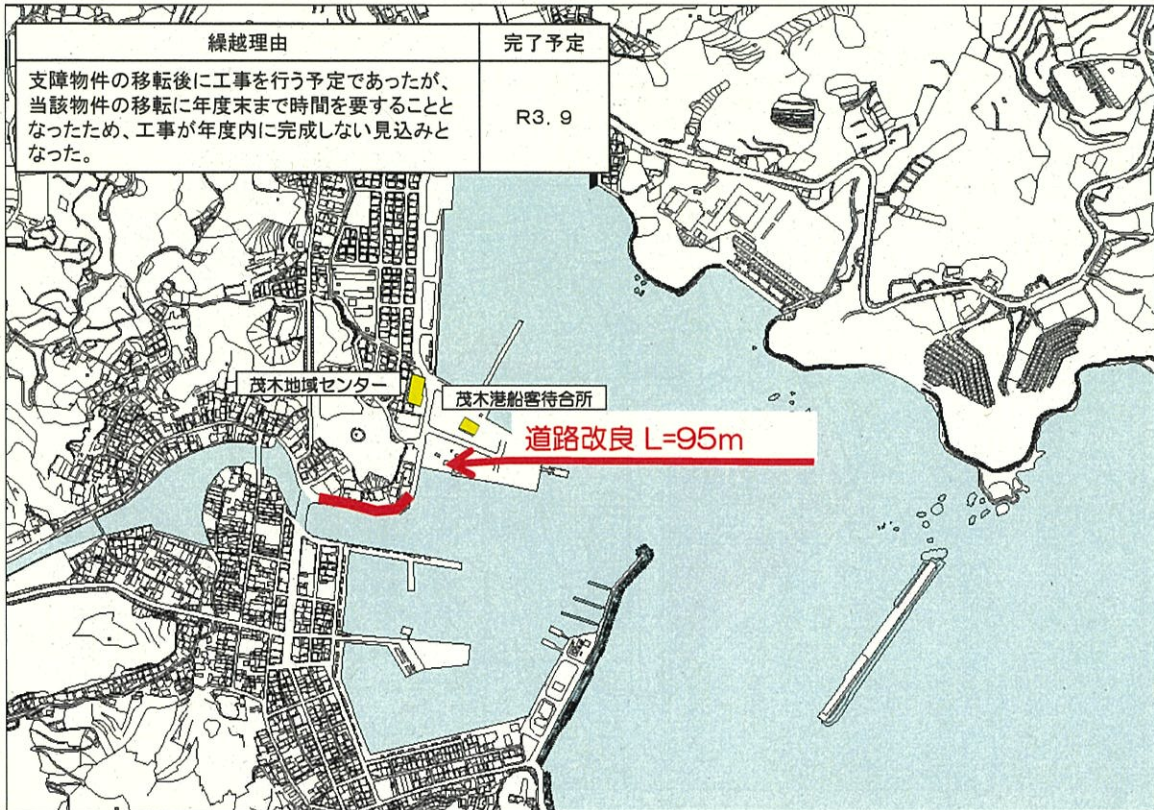 繰越理由
完了予定
支障物件の移転後に工事を行う予定であったが、
当該物件の移転に年度末まで時間を要することと
なったため、工事が年度内に完成しない見込みと
なった。
R3. 9
茂木地域センター
茂木港船客待合所
道路改良 L=95m